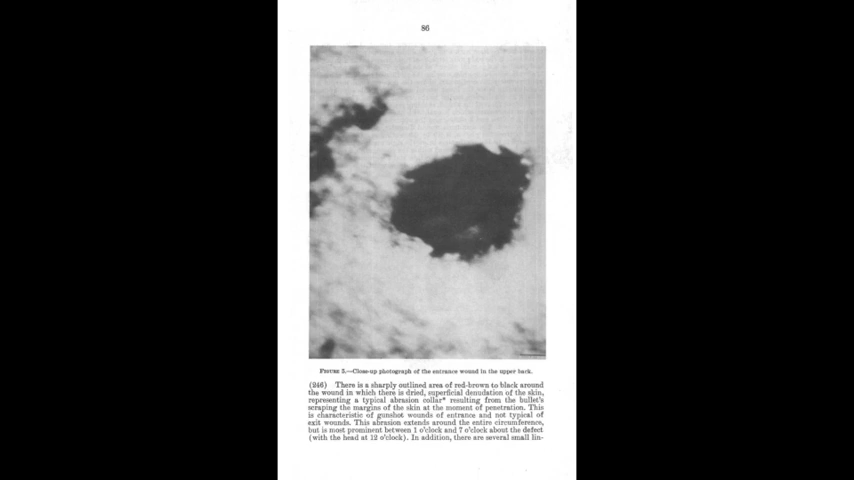 86
FIGURE 3.—Close-up photograph of the entrance wound in the upper back.
(246) There is a sharply outlined area of red-brown to black around
the wound in which there is dried, superficial denudation of the skin,
representing a typical abrasion collar* resulting from the bullet's
scraping the margins of the skin at the moment of penetration. This
is characteristic of gunshot wounds of entrance and not typical of
exit wounds. This abrasion extends around the entire circumference,
but is most prominent between 1 o'clock and 7 o'clock about the defect
(with the head at 12 o'clock). In addition, there are several small lin-